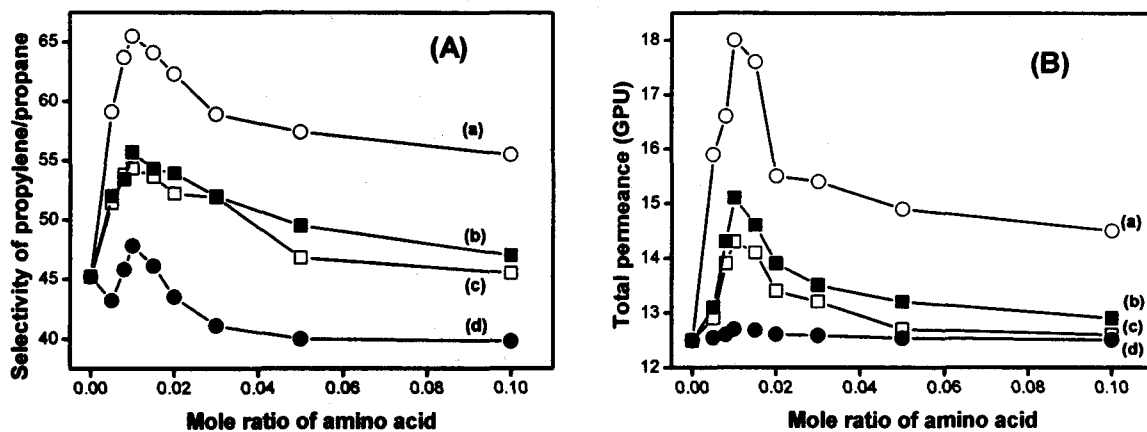 (A)
Selectivity of propylene/propane
65
60
55
50
45
40
(a)
(b)
(c)
(d)
0.00 0.02 0.04 0.06 0.08 0.10
Mole ratio of amino acid
(B)
Total permeance (GPU)
18
17
16
15
14
13
12
(a)
(b)
(c)
(d)
0.00 0.02 0.04 0.06 0.08 0.10
Mole ratio of amino acid